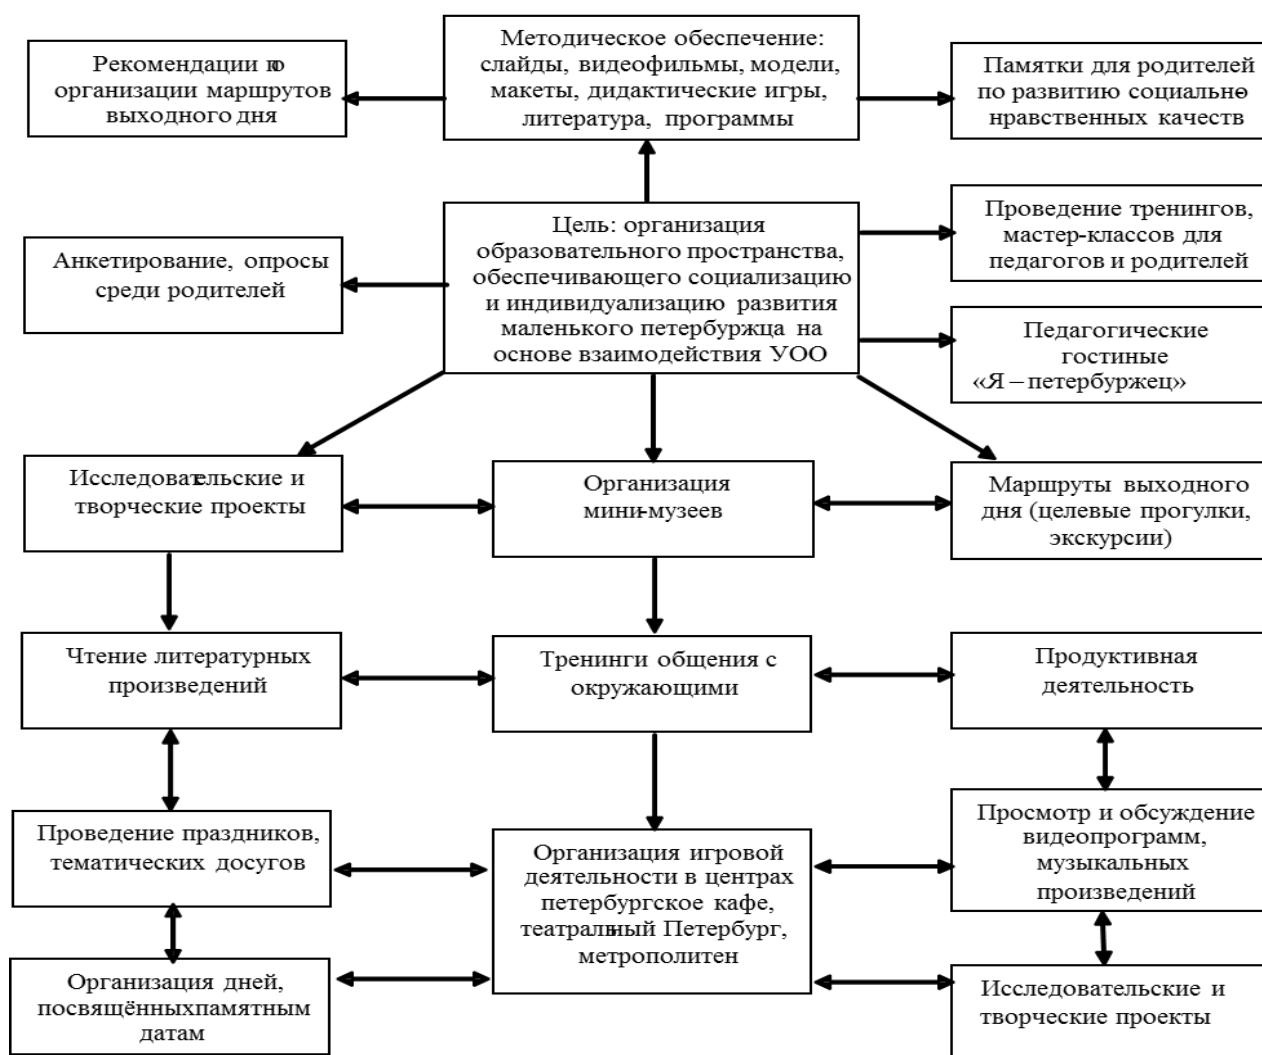 Методическое обеспечение:
слайды, видеофильмы, модели,
макеты, дидактические игры,
литература, программы
Рекомендации по
организации маршрутов
выходного дня
Памятки для родителей
по развитию социально-
нравственных качеств
Цель: организация
образовательного пространства,
обеспечивающего социализацию
и индивидуализацию развития
маленького петербуржца на
основе взаимодействия УОО
Анкетирование, опросы
среди родителей
Проведение тренингов,
мастер-классов для
педагогов и родителей
Педагогические
гостиные
«Я – петербуржец»
Исследовательские и
творческие проекты
Организация
мини-музеев
Маршруты выходного
дня (целевые прогулки,
экскурсии)
Чтение литературных
произведений
Тренинги общения с
окружающими
Продуктивная
деятельность
Проведение праздников,
тематических досугов
Организация игровой
деятельности в центрах
петербургское кафе,
театральный Петербург,
метрополитен
Просмотр и обсуждение
видеопрограмм,
музыкальных
произведений
Организация дней,
посвящённыхпамятным
датам
Исследовательские и
творческие проекты